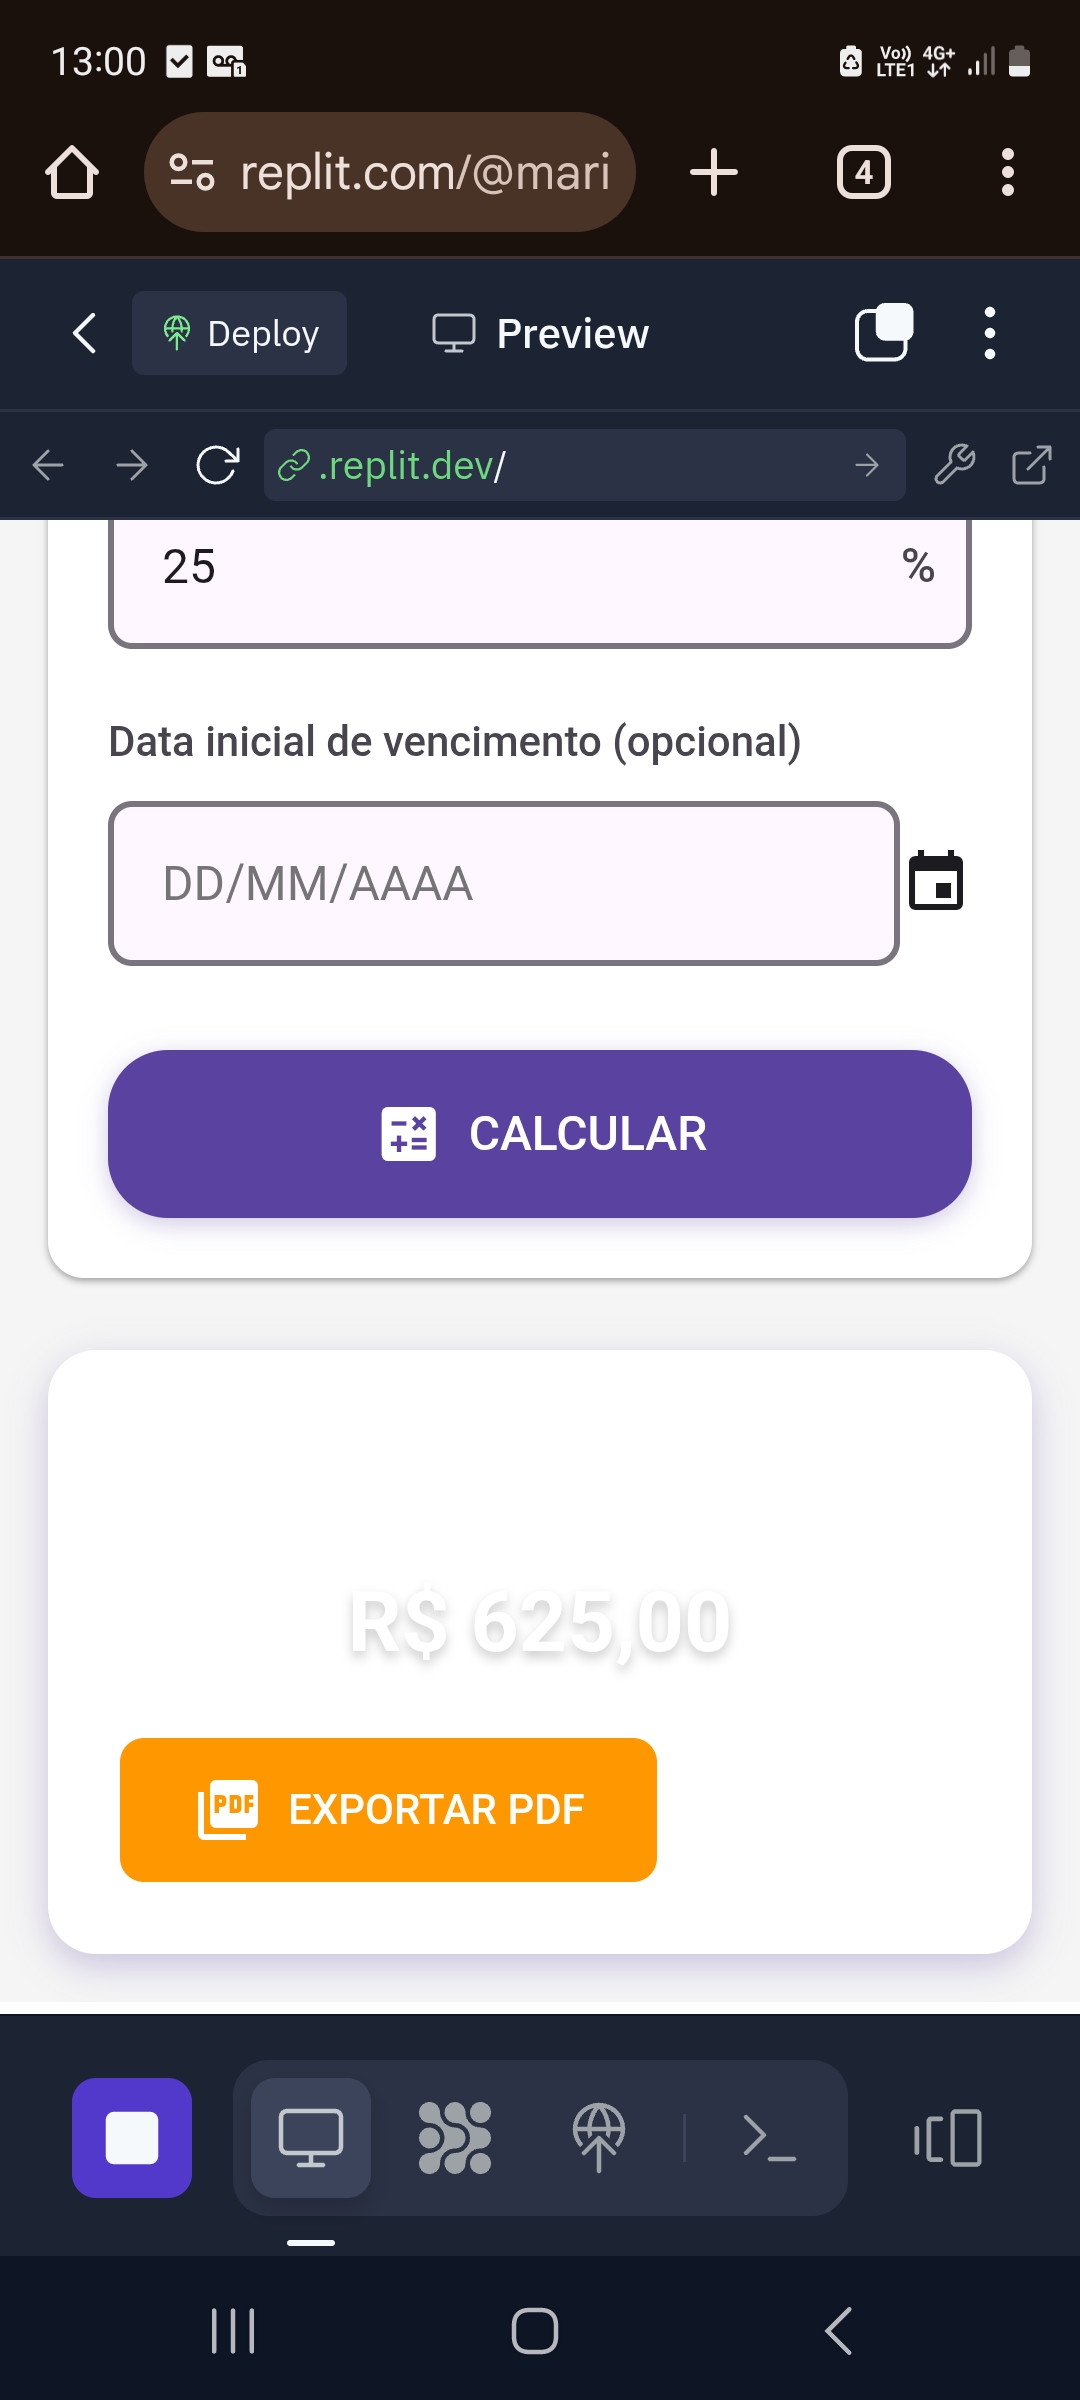 13:00
Vo)) 4G+
LTE1
replit.com/@mari
4
Deploy
Preview
.replit.dev/
25
%
Data inicial de vencimento (opcional)
DD/MM/AAAA
CALCULAR
R$ 625,00
PDF
EXPORTAR PDF